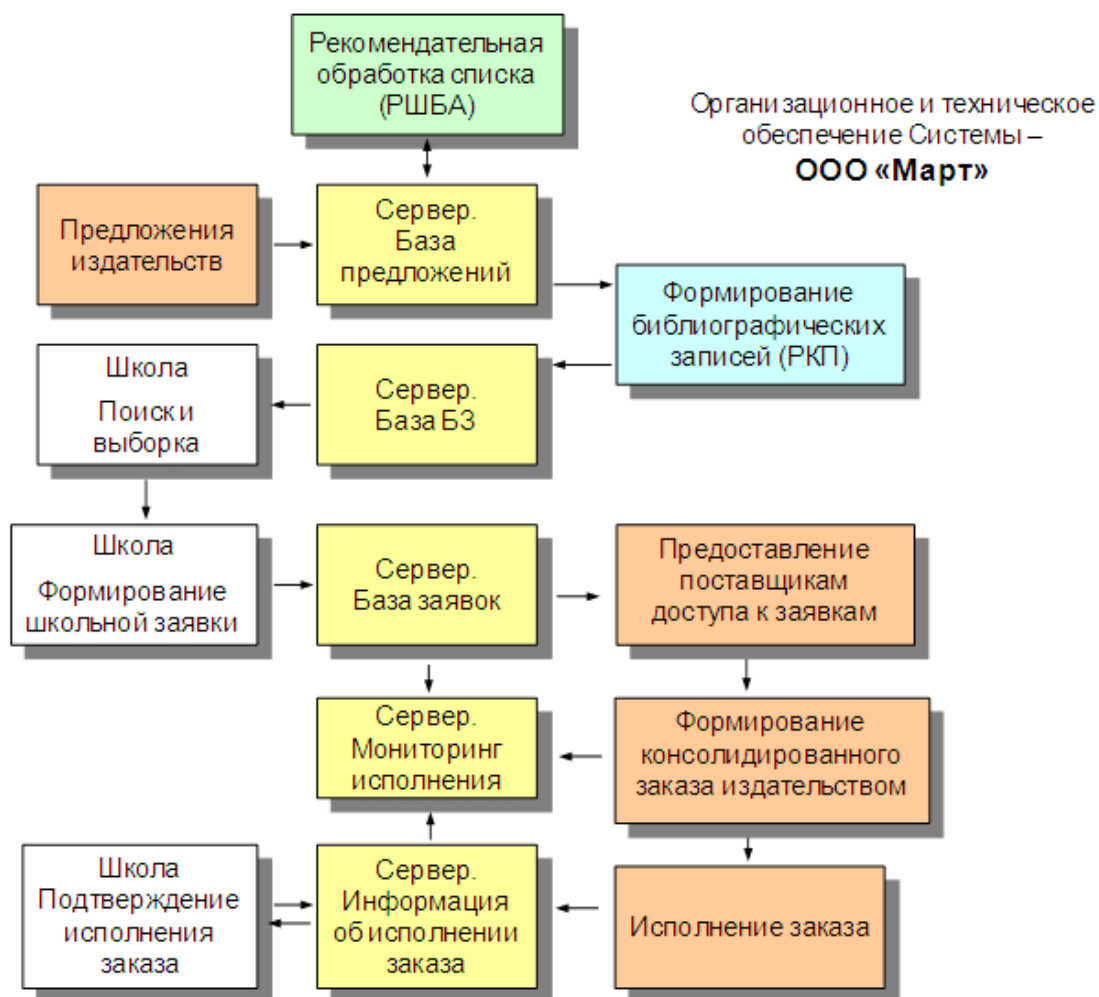 Рекомендательная
обработка списка
(РШБА)
Организационное и техническое
обеспечение Системы –
ООО «Март»
Предложения
издательств
Сервер.
База
предложений
Формирование
библиографических
записей (РКП)
Школа
Поиск и
выборка
Сервер.
База БЗ
Школа
Формирование
школьной заявки
Сервер.
База заявок
Предоставление
поставщикам
доступа к заявкам
Сервер.
Мониторинг
исполнения
Формирование
консолидированного
заказа издательством
Школа
Подтверждение
исполнения
заказа
Сервер.
Информация
об исполнении
заказа
Исполнение заказа